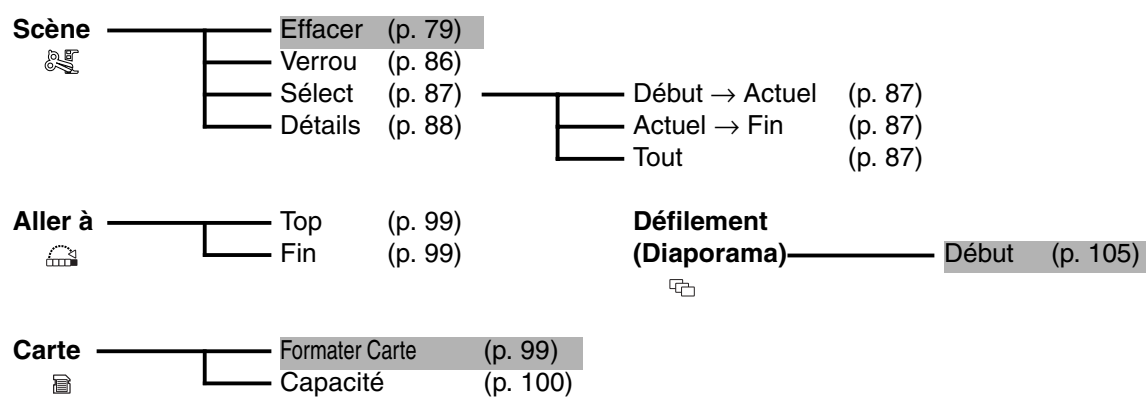 Scène Effacer (p. 79)
Verrou (p. 86)
Sélect (p. 87) Début → Actuel (p. 87)
Détails (p. 88) Actuel → Fin (p. 87)
Tout (p. 87)
Aller à Top (p. 99)
Fin (p. 99)
Défilement
(Diaporama) Début (p. 105)
Carte Formater Carte (p. 99)
Capacité (p. 100)